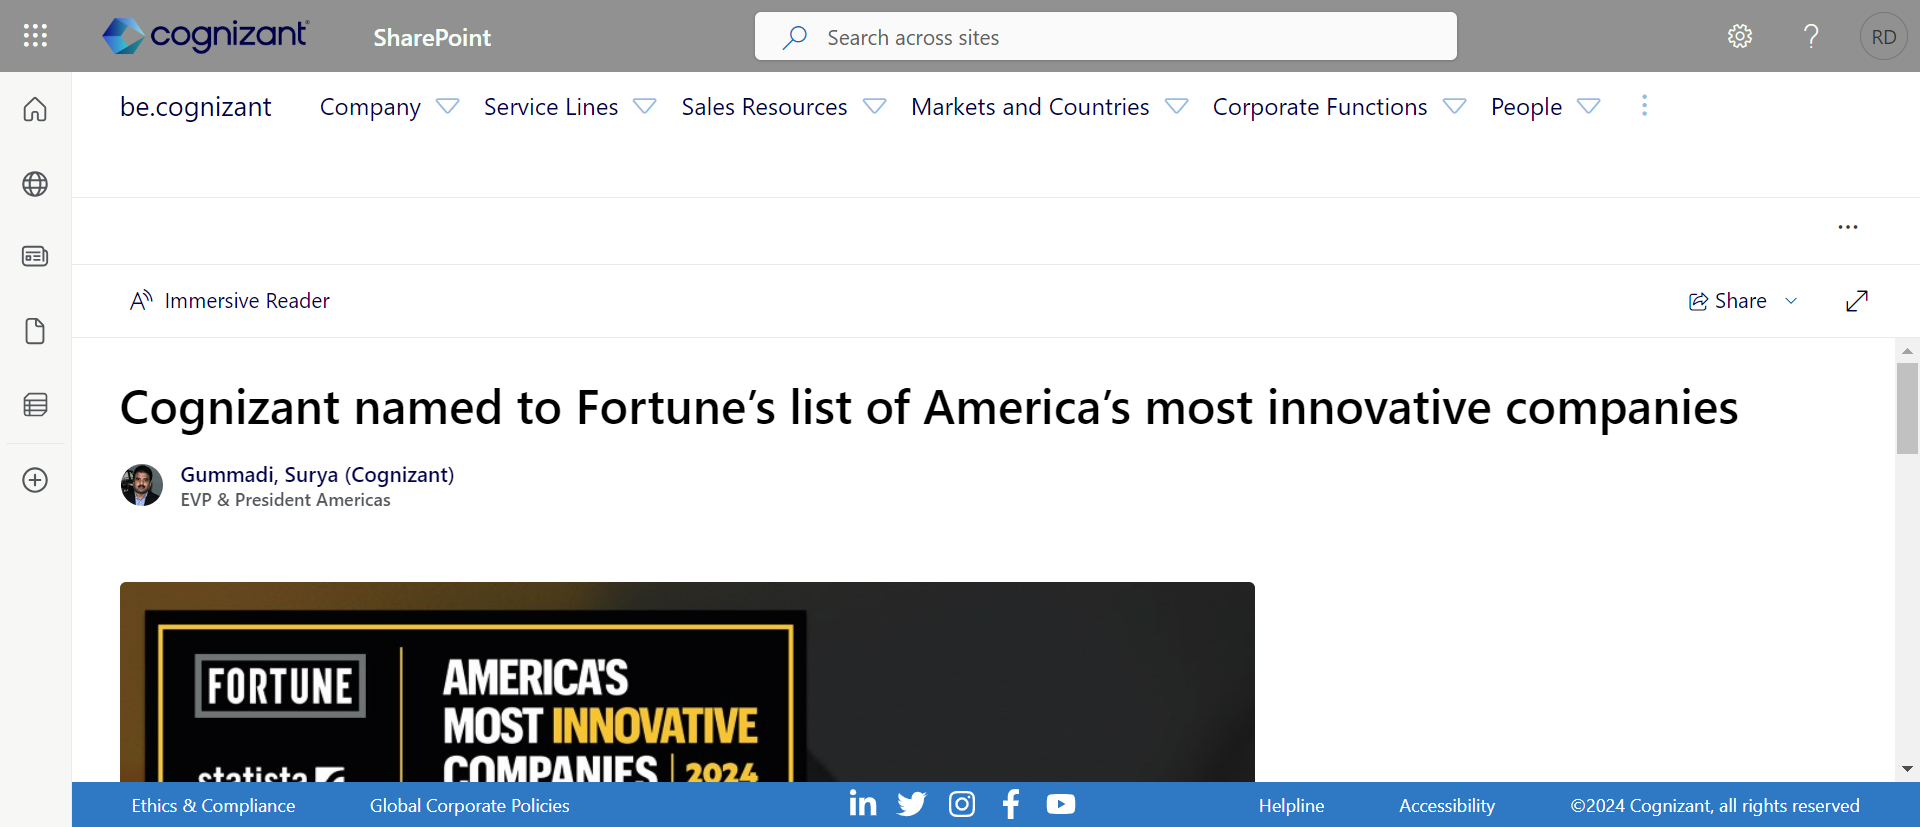 cognizant
SharePoint
Search across sites
?
RD
be.cognizant
Company
Service Lines
Sales Resources
Markets and Countries
Corporate Functions
People
Immersive Reader
Share
Cognizant named to Fortune’s list of America’s most innovative companies
Gummadi, Surya (Cognizant)
EVP & President Americas
FORTUNE
statista
AMERICA'S
MOST INNOVATIVE
COMPANIES | 2024
Ethics & Compliance
Global Corporate Policies
Helpline
Accessibility
©2024 Cognizant, all rights reserved